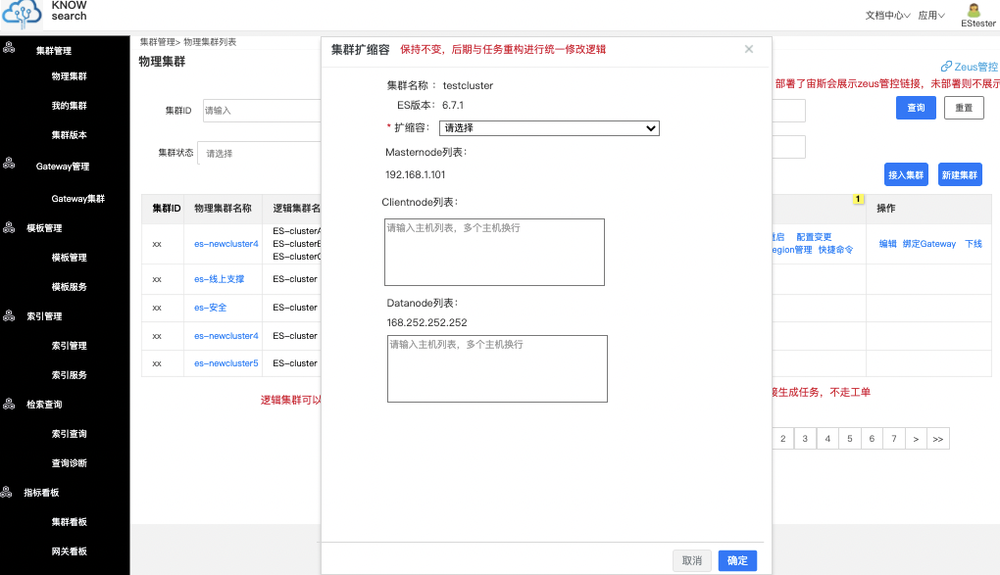 KNOW
search
文档中心
应用
EStester
集群管理
物理集群
我的集群
集群版本
Gateway管理
Gateway集群
模板管理
模板管理
模板服务
索引管理
索引管理
索引服务
检索查询
索引查询
查询诊断
指标看板
集群看板
网关看板
集群管理> 物理集群列表
物理集群
Zeus管控
部署了宙斯会展示zeus管控链接，未部署则不展示
集群ID 请输入
查询 重置
集群状态 请选择
接入集群 新建集群
集群ID 物理集群名称 逻辑集群名 1 操作
xx es-newcluster4 ES-cluster
ES-cluster
ES-cluster
启 配置变更
egion管理 快捷命令
编辑 绑定Gateway 下线
xx es-线上支撑 ES-cluster
xx es-安全 ES-cluster
xx es-newcluster4 ES-cluster
xx es-newcluster5 ES-cluster
逻辑集群可以
生成任务，不走工单
2 3 4 5 6 7 > >>
集群扩缩容 保持不变，后期与任务重构进行统一修改逻辑
集群名称： testcluster
ES版本： 6.7.1
* 扩缩容： 请选择
Masternode列表：
192.168.1.101
Clientnode列表：
请输入主机列表，多个主机换行
Datanode列表：
168.252.252.252
请输入主机列表，多个主机换行
取消 确定